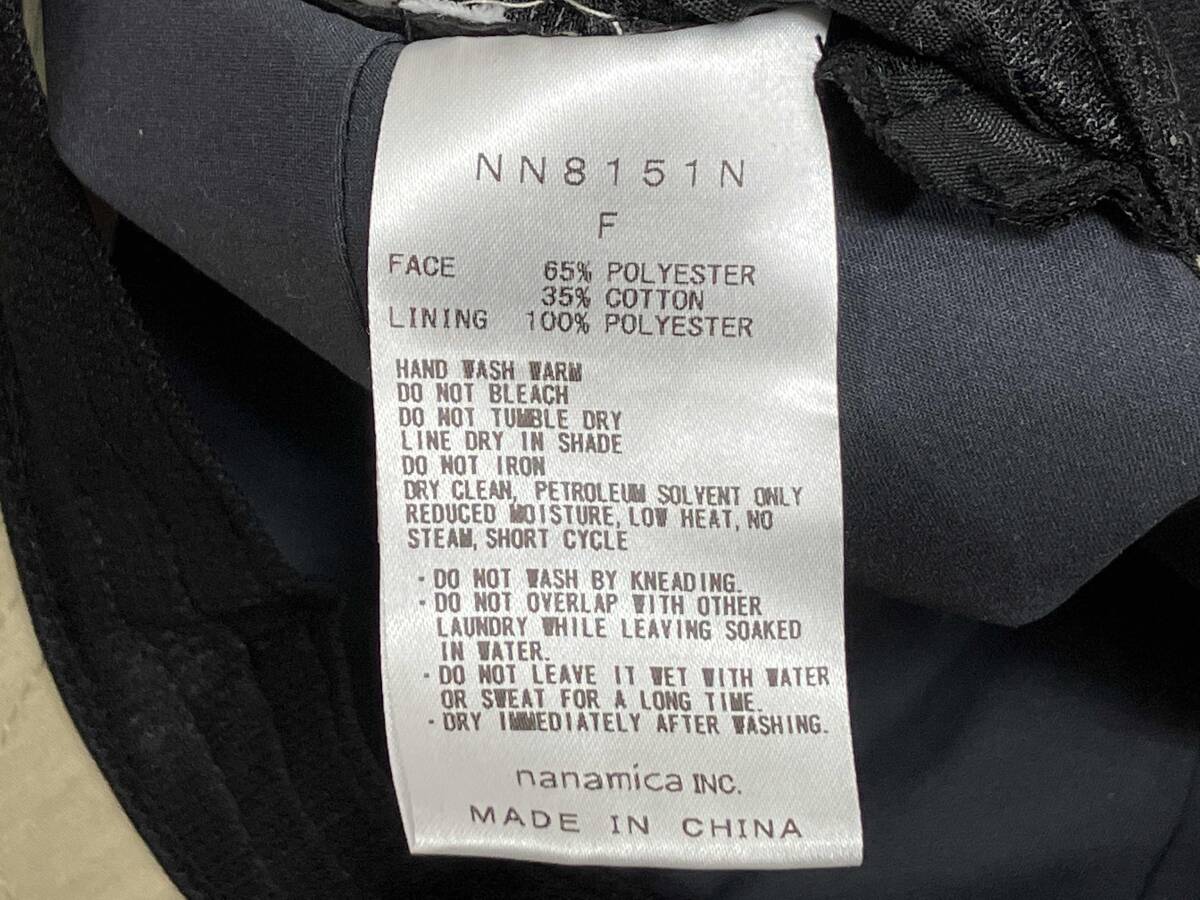 NN8151N
F
FACE 65% POLYESTER
35% COTTON
LINING 100% POLYESTER
HAND WASH WARM
DO NOT BLEACH
DO NOT TUMBLE DRY
LINE DRY IN SHADE
DO NOT IRON
DRY CLEAN, PETROLEUM SOLVENT ONLY
REDUCED MOISTURE, LOW HEAT, NO
STEAM, SHORT CYCLE
・DO NOT WASH BY KNEADING.
・DO NOT OVERLAP WITH OTHER
LAUNDRY WHILE LEAVING SOAKED
IN WATER.
・DO NOT LEAVE IT WET WITH WATER
OR SWEAT FOR A LONG TIME.
・DRY IMMEDIATELY AFTER WASHING.
nanamica INC.
MADE IN CHINA